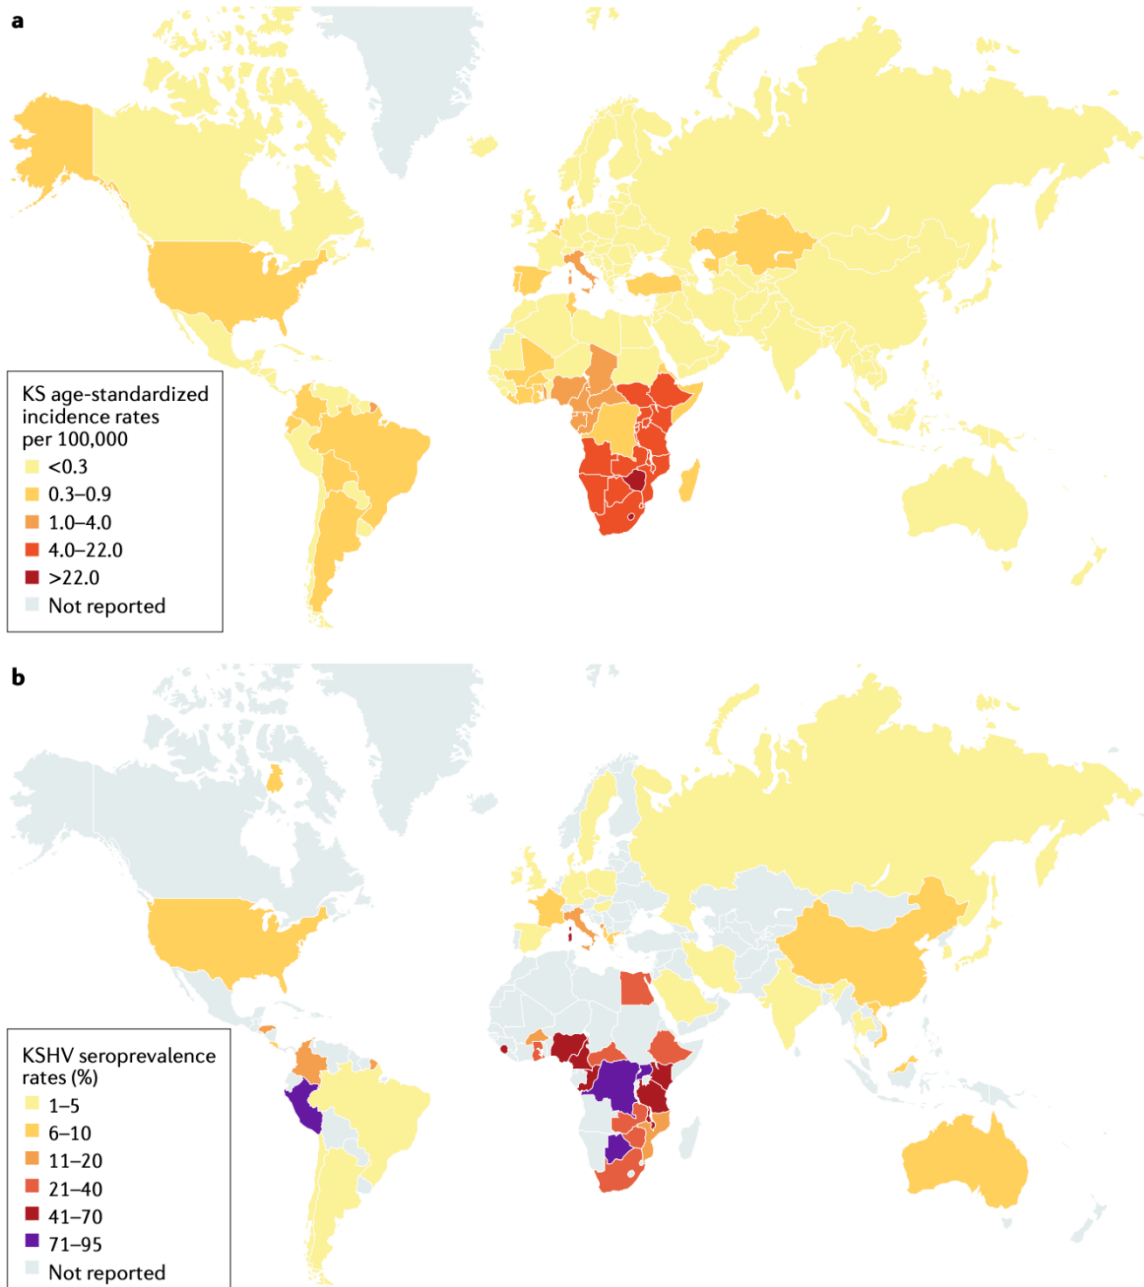 a
KS age-standardized
incidence rates
per 100,000
<0.3
0.3–0.9
1.0–4.0
4.0–22.0
>22.0
Not reported
b
KSHV seroprevalence
rates (%)
1–5
6–10
11–20
21–40
41–70
71–95
Not reported